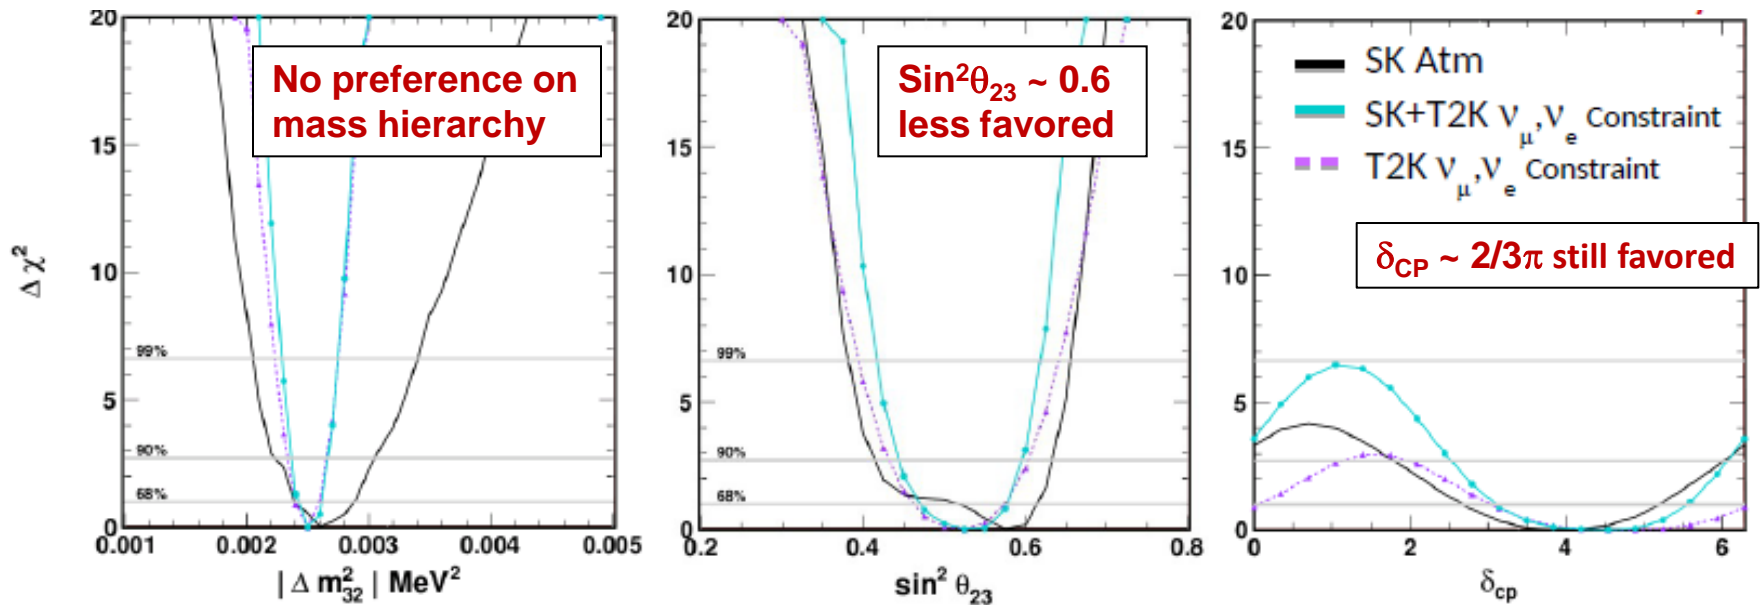 Δ χ²
20
15
10
5
0
99%
90%
68%
No preference on
mass hierarchy
0.001
0.002
0.003
0.004
0.005
| Δ m²₃₂ | MeV²
20
15
10
5
0
99%
90%
68%
Sin²θ₂₃ ~ 0.6
less favored
0.2
0.4
0.6
0.8
sin² θ₂₃
20
15
10
5
0
SK Atm
SK+T2K ν_μ,ν_e Constraint
T2K ν_μ,ν_e Constraint
δ_CP ~ 2/3π still favored
0
2
4
6
δ_cp